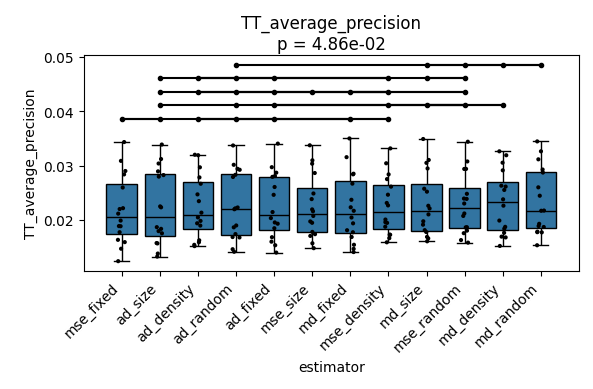 TT_average_precision
p = 4.86e-02
0.05
0.04
0.03
0.02
TT_average_precision
mse_fixed
ad_size
ad_density
ad_random
ad_fixed
mse_size
md_fixed
mse_density
md_size
mse_random
md_density
md_random
estimator